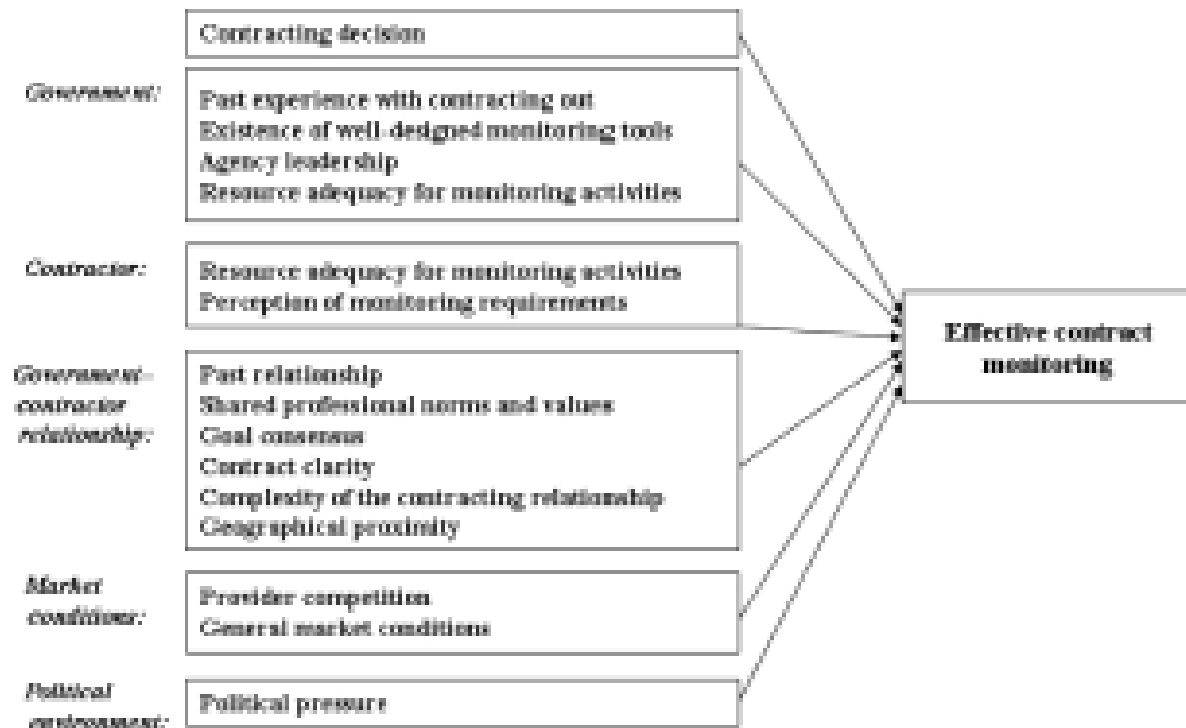 Contracting decision
Government:
Past experience with contracting out
Existence of well-designed monitoring tools
Agency leadership
Resource adequacy for monitoring activities
Contractor:
Resource adequacy for monitoring activities
Perception of monitoring requirements
Effective contract
monitoring
Government–
contractor
relationship:
Past relationship
Shared professional norms and values
Goal consensus
Contract clarity
Complexity of the contracting relationship
Geographical proximity
Market
conditions:
Provider competition
General market conditions
Political
environment:
Political pressure